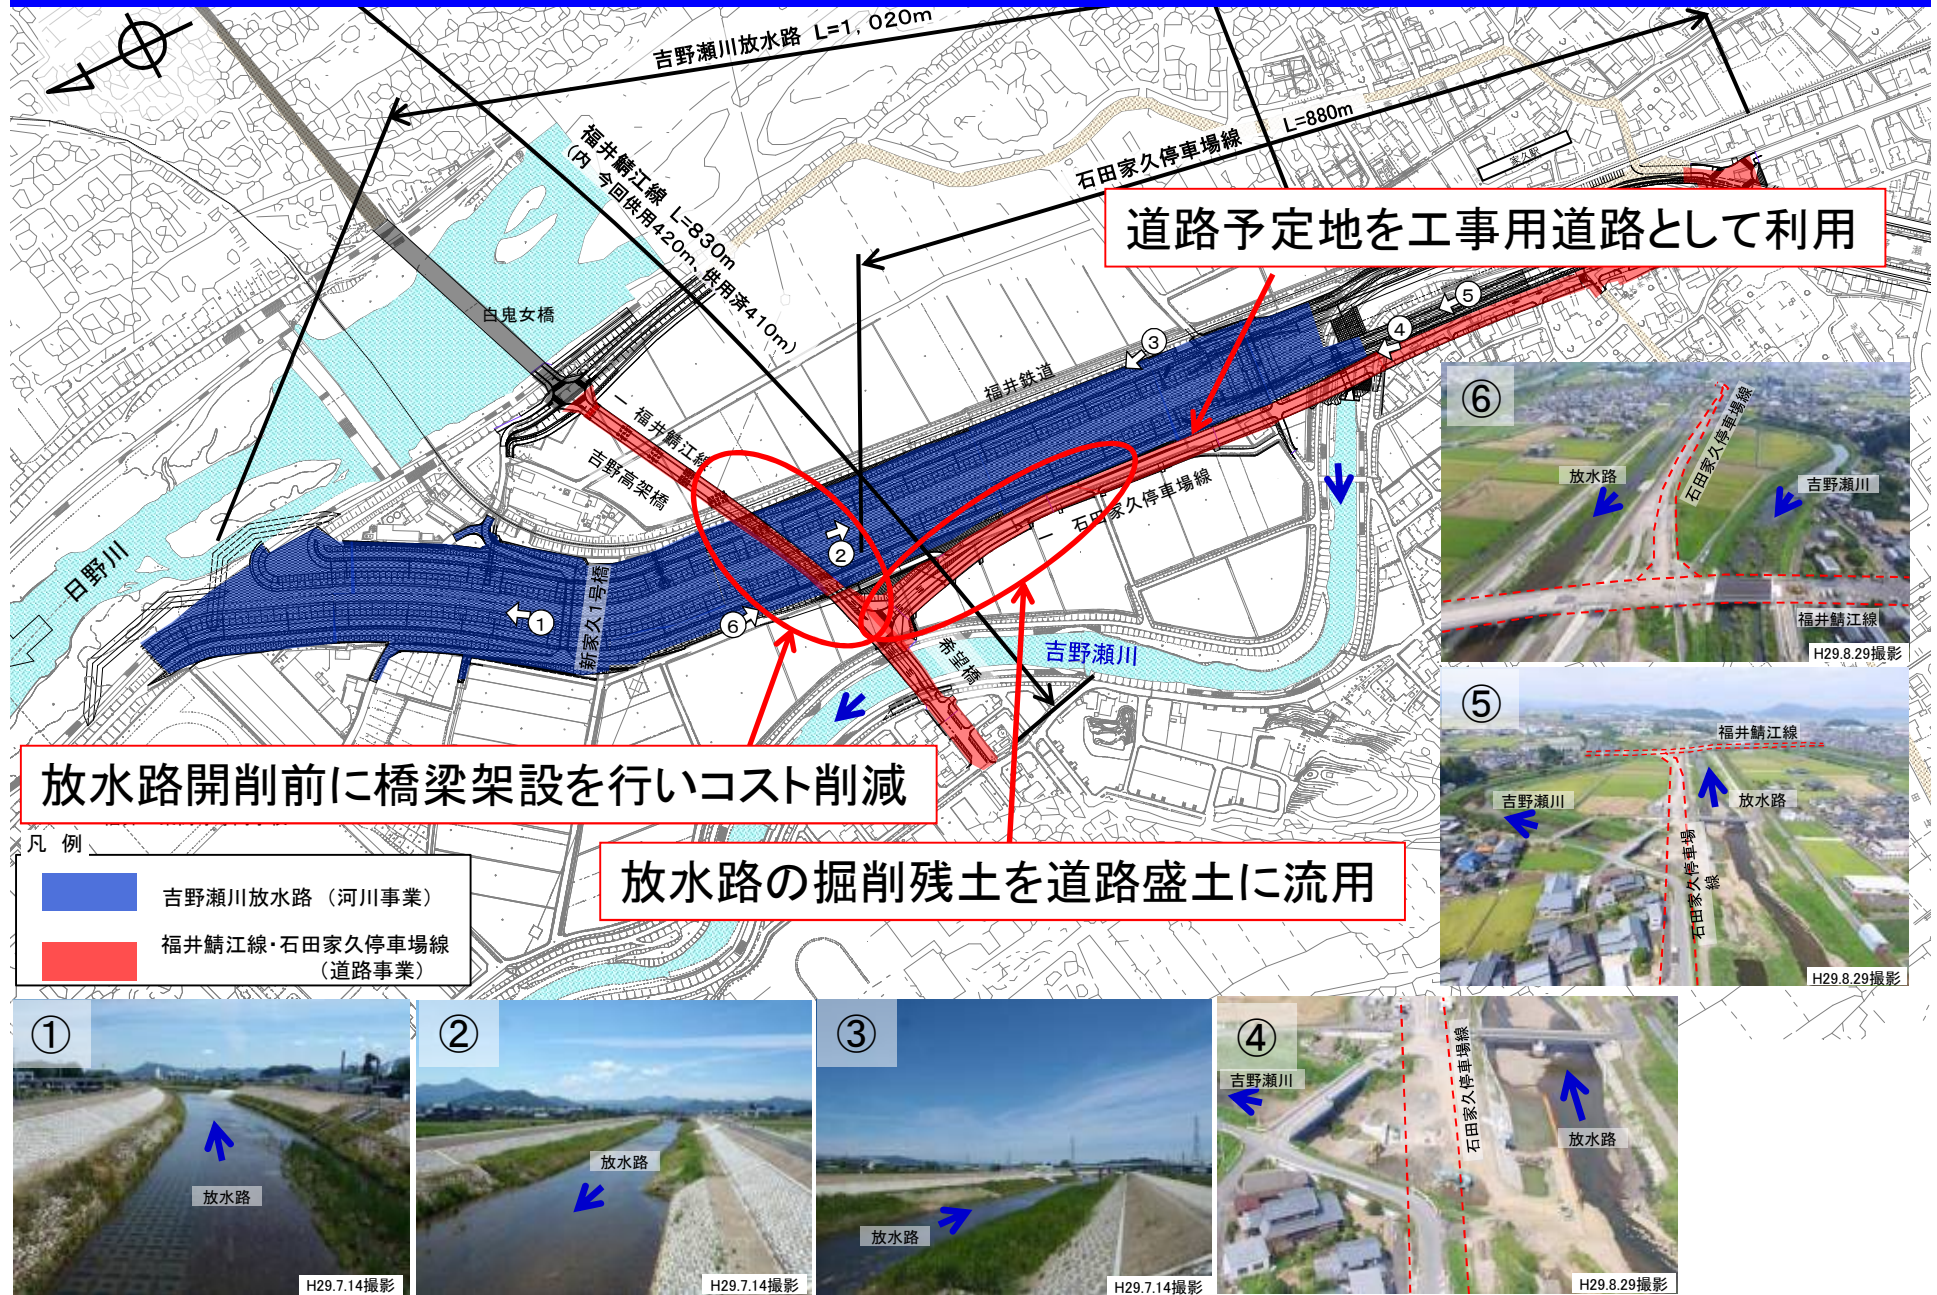 吉野瀬川放水路 L=1,020m
石田家久停車場線 L=880m
福井鯖江線 L=830m
(内 今回供用420m、供用済410m)
家久駅
道路予定地を工事用道路として利用
白鬼女橋
福井鉄道
福井鯖江線
吉野高架橋
石田家久停車場線
日野川
新家久1号橋
希望橋
吉野瀬川
①
②
③
④
⑤
⑥
放水路開削前に橋梁架設を行いコスト削減
放水路の掘削残土を道路盛土に流用
凡 例
吉野瀬川放水路 (河川事業)
福井鯖江線・石田家久停車場線
(道路事業)
⑥
石田家久停車場線
放水路
吉野瀬川
福井鯖江線
H29.8.29撮影
⑤
福井鯖江線
吉野瀬川
放水路
石田家久停車場
線
H29.8.29撮影
①
放水路
H29.7.14撮影
②
放水路
H29.7.14撮影
③
放水路
H29.7.14撮影
④
吉野瀬川
石田家久停車場線
放水路
H29.8.29撮影